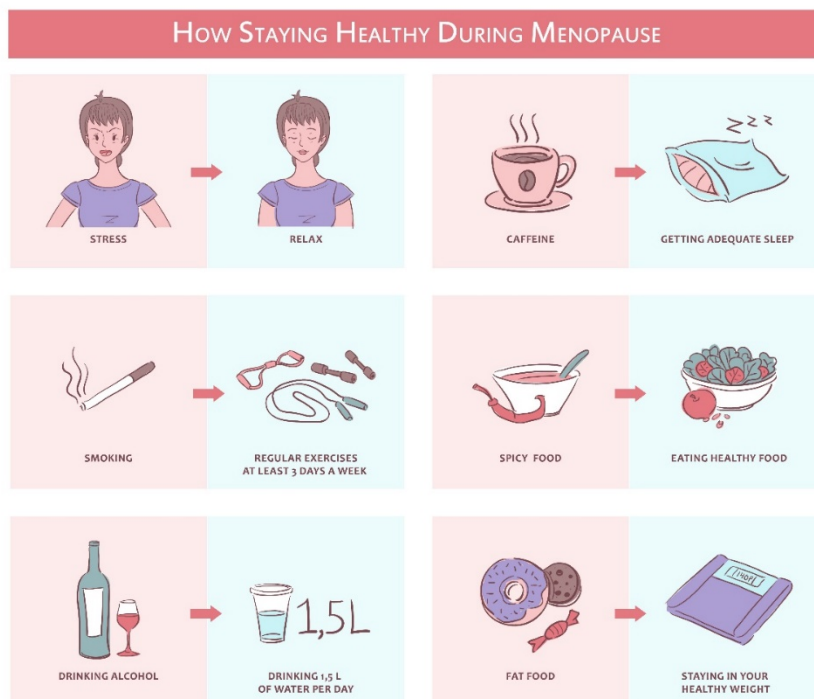 HOW STAYING HEALTHY DURING MENOPAUSE
STRESS
RELAX
CAFFEINE
z z z
GETTING ADEQUATE SLEEP
SMOKING
REGULAR EXERCISES
AT LEAST 3 DAYS A WEEK
SPICY FOOD
EATING HEALTHY FOOD
DRINKING ALCOHOL
1,5L
DRINKING 1,5 L
OF WATER PER DAY
FAT FOOD
STAYING IN YOUR
HEALTHY WEIGHT